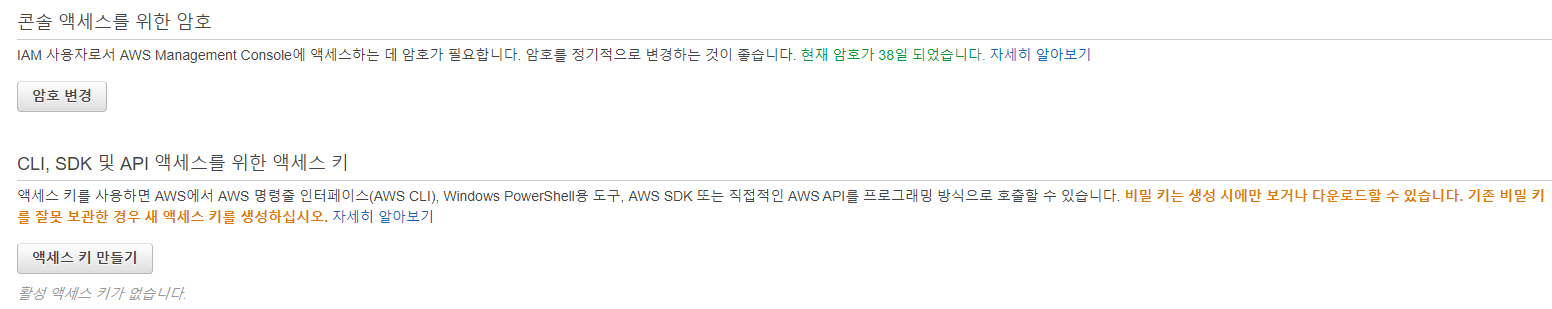 콘솔 액세스를 위한 암호
IAM 사용자로서 AWS Management Console에 액세스하는 데 암호가 필요합니다. 암호를 정기적으로 변경하는 것이 좋습니다. 현재 암호가 38일 되었습니다. 자세히 알아보기
암호 변경
CLI, SDK 및 API 액세스를 위한 액세스 키
액세스 키를 사용하면 AWS에서 AWS 명령줄 인터페이스(AWS CLI), Windows PowerShell용 도구, AWS SDK 또는 직접적인 AWS API를 프로그래밍 방식으로 호출할 수 있습니다. 비밀 키는 생성 시에만 보거나 다운로드할 수 있습니다. 기존 비밀 키
를 잘못 보관한 경우 새 액세스 키를 생성하십시오. 자세히 알아보기
액세스 키 만들기
활성 액세스 키가 없습니다.